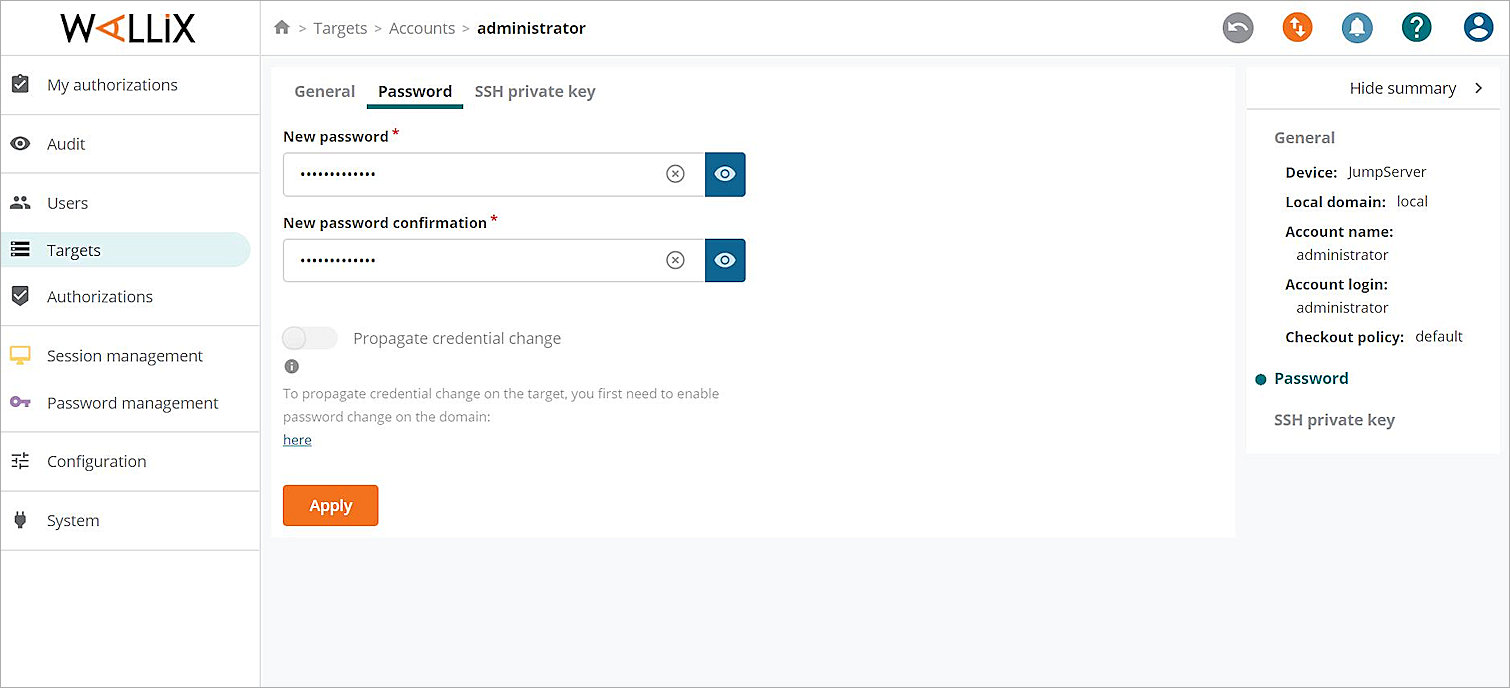 WALLIX
> Targets > Accounts > administrator
My authorizations
Audit
Users
Targets
Authorizations
Session management
Password management
Configuration
System
General Password SSH private key
New password *
•••••••••••••
New password confirmation *
•••••••••••••
Propagate credential change
To propagate credential change on the target, you first need to enable
password change on the domain:
here
Apply
Hide summary
General
Device: JumpServer
Local domain: local
Account name:
administrator
Account login:
administrator
Checkout policy: default
Password
SSH private key